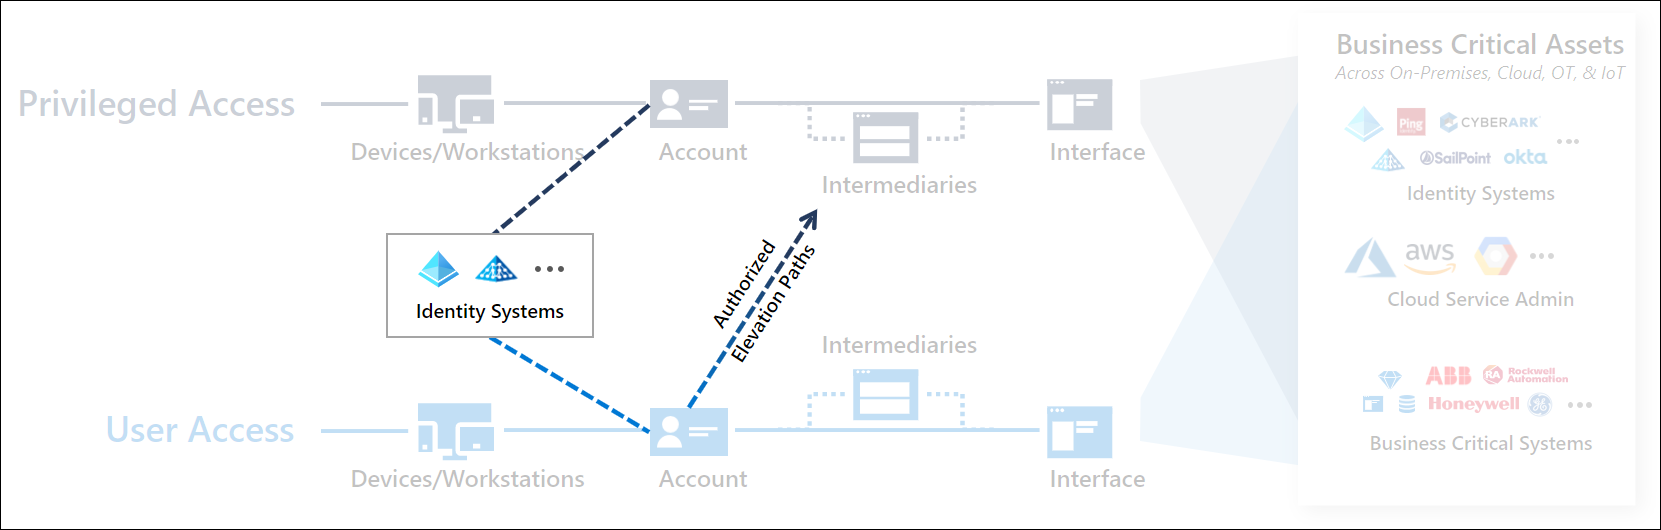 Business Critical Assets
Across On-Premises, Cloud, OT, & IoT
Privileged Access
Devices/Workstations
Account
Intermediaries
Interface
Ping
CYBERARK
SailPoint
okta
Identity Systems
Identity Systems
Authorized
Elevation Paths
aws
Cloud Service Admin
Intermediaries
User Access
Devices/Workstations
Account
Interface
ABB
RA
Rockwell
Automation
Honeywell
Business Critical Systems